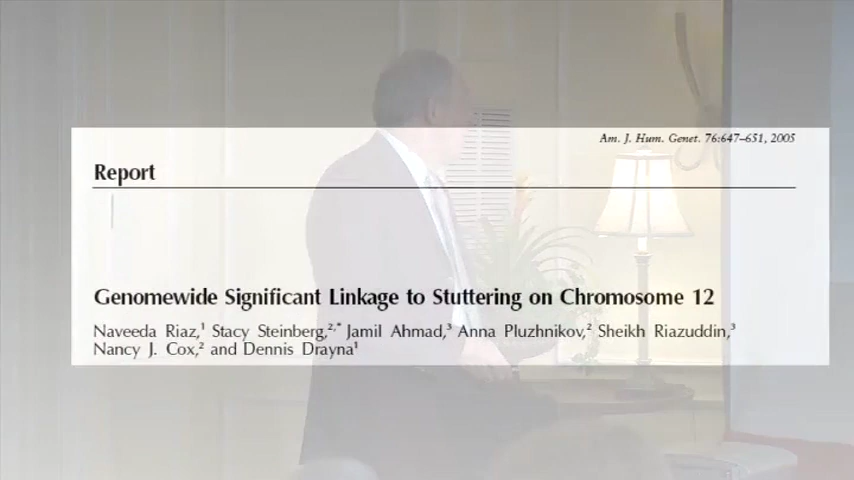 Am. J. Hum. Genet. 76:647–651, 2005
Report
Genomewide Significant Linkage to Stuttering on Chromosome 12
Naveeda Riaz,¹ Stacy Steinberg,²,* Jamil Ahmad,³ Anna Pluzhnikov,² Sheikh Riazuddin,³
Nancy J. Cox,² and Dennis Drayna¹